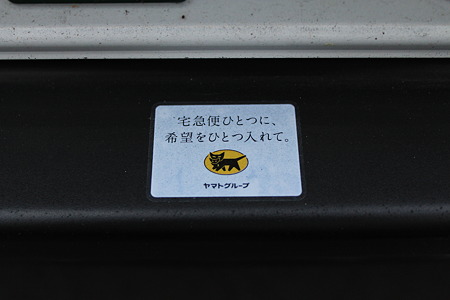 宅急便ひとつに、
希望をひとつ入れて。
ヤマトグループ